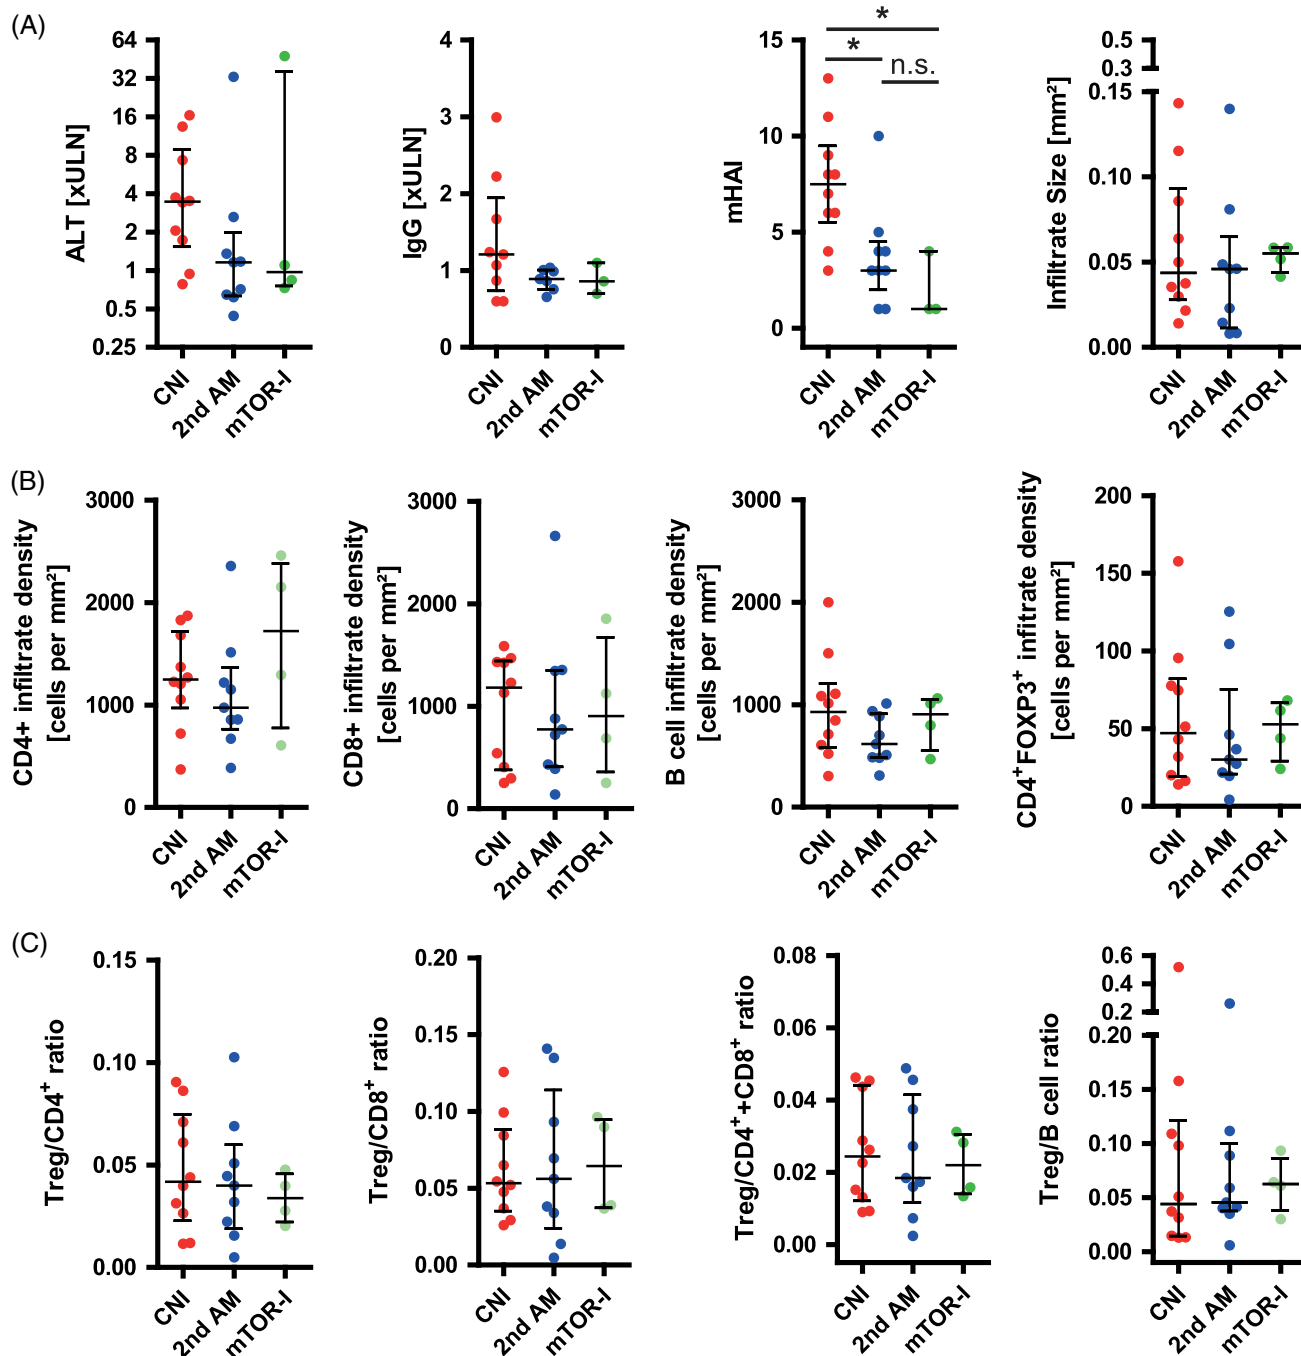 (A)
ALT [xULN]
64
32
16
8
4
2
1
0.5
0.25
CNI
2nd AM
mTOR-I
IgG [xULN]
4
3
2
1
0
CNI
2nd AM
mTOR-I
mHAI
15
10
5
0
*
*
n.s.
CNI
2nd AM
mTOR-I
Infiltrate Size [mm²]
0.5
0.3
0.15
0.10
0.05
0.00
CNI
2nd AM
mTOR-I
(B)
CD4+ infiltrate density
[cells per mm²]
3000
2000
1000
0
CNI
2nd AM
mTOR-I
CD8+ infiltrate density
[cells per mm²]
3000
2000
1000
0
CNI
2nd AM
mTOR-I
B cell infiltrate density
[cells per mm²]
3000
2000
1000
0
CNI
2nd AM
mTOR-I
CD4⁺FOXP3⁺ infitrate density
[cells per mm²]
200
150
100
50
0
CNI
2nd AM
mTOR-I
(C)
Treg/CD4⁺ ratio
0.15
0.10
0.05
0.00
CNI
2nd AM
mTOR-I
Treg/CD8⁺ ratio
0.20
0.15
0.10
0.05
0.00
CNI
2nd AM
mTOR-I
Treg/CD4⁺+CD8⁺ ratio
0.08
0.06
0.04
0.02
0.00
CNI
2nd AM
mTOR-I
Treg/B cell ratio
0.6
0.4
0.2
0.20
0.15
0.10
0.05
0.00
CNI
2nd AM
mTOR-I